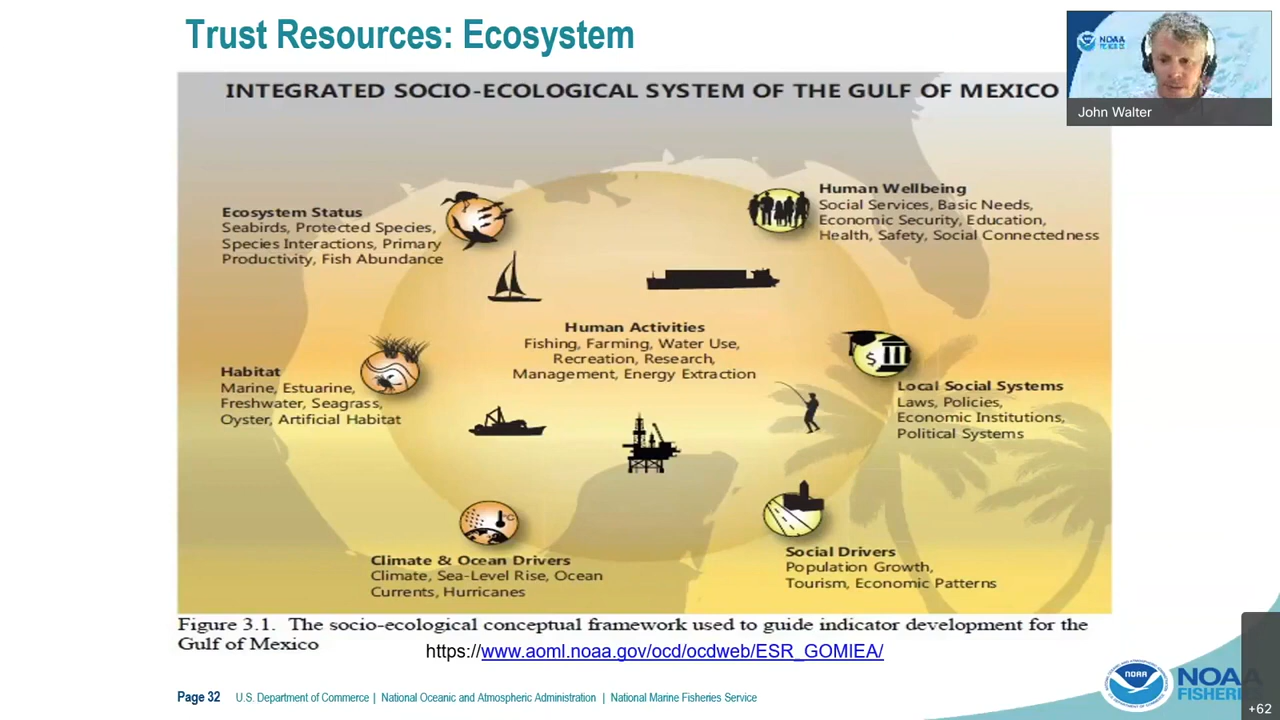 Trust Resources: Ecosystem
NOAA
FISHERIES
John Walter
INTEGRATED SOCIO-ECOLOGICAL SYSTEM OF THE GULF OF MEXICO
Ecosystem Status
Seabirds, Protected Species,
Species Interactions, Primary
Productivity, Fish Abundance
Human Wellbeing
Social Services, Basic Needs,
Economic Security, Education,
Health, Safety, Social Connectedness
Human Activities
Fishing, Farming, Water Use,
Recreation, Research,
Management, Energy Extraction
Habitat
Marine, Estuarine,
Freshwater, Seagrass,
Oyster, Artificial Habitat
$
Local Social Systems
Laws, Policies,
Economic Institutions,
Political Systems
°C
Climate & Ocean Drivers
Climate, Sea-Level Rise, Ocean
Currents, Hurricanes
Social Drivers
Population Growth,
Tourism, Economic Patterns
Figure 3.1. The socio-ecological conceptual framework used to guide indicator development for the
Gulf of Mexico
https://www.aoml.noaa.gov/ocd/ocdweb/ESR_GOMIEA/
Page 32 U.S. Department of Commerce | National Oceanic and Atmospheric Administration | National Marine Fisheries Service
NOAA
NOAA
FISHERIES
+62